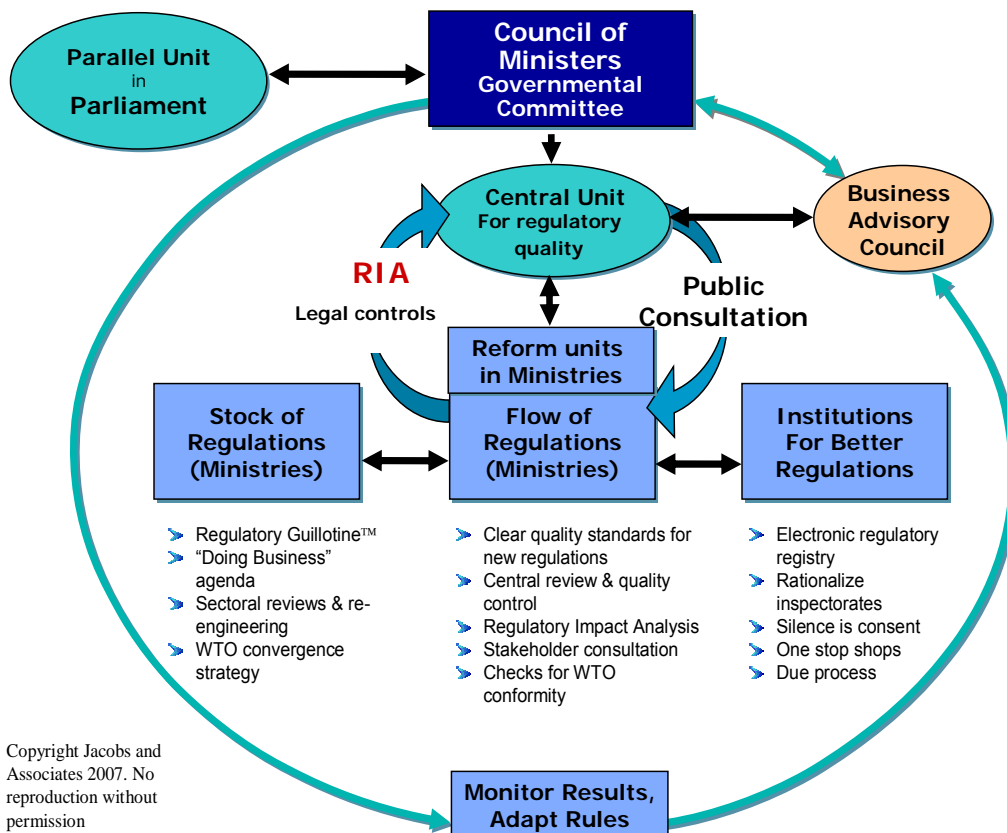 Parallel Unit
in
Parliament
Council of
Ministers
Governmental
Committee
Central Unit
For regulatory
quality
Business
Advisory
Council
RIA
Legal controls
Public
Consultation
Reform units
in Ministries
Stock of
Regulations
(Ministries)
Flow of
Regulations
(Ministries)
Institutions
For Better
Regulations
Regulatory Guillotine™
“Doing Business”
agenda
Sectoral reviews & re-
engineering
WTO convergence
strategy
Clear quality standards for
new regulations
Central review & quality
control
Regulatory Impact Analysis
Stakeholder consultation
Checks for WTO
conformity
Electronic regulatory
registry
Rationalize
inspectorates
Silence is consent
One stop shops
Due process
Copyright Jacobs and
Associates 2007. No
reproduction without
permission
Monitor Results,
Adapt Rules